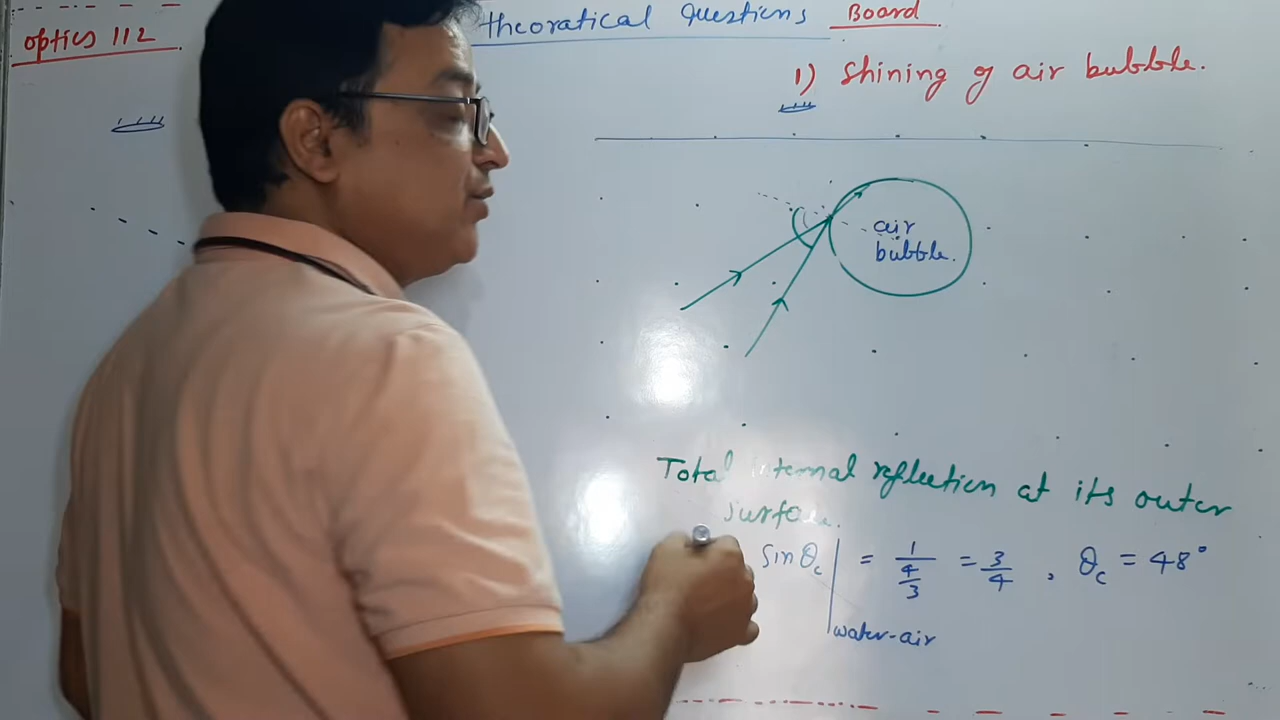 optics 112
theoratical Questions Board
1) Shining of air bubble.
air
bubble.
Total internal reflection at its outer
surface.
Sin θc | water-air = 1/(4/3) = 3/4 , θc = 48°